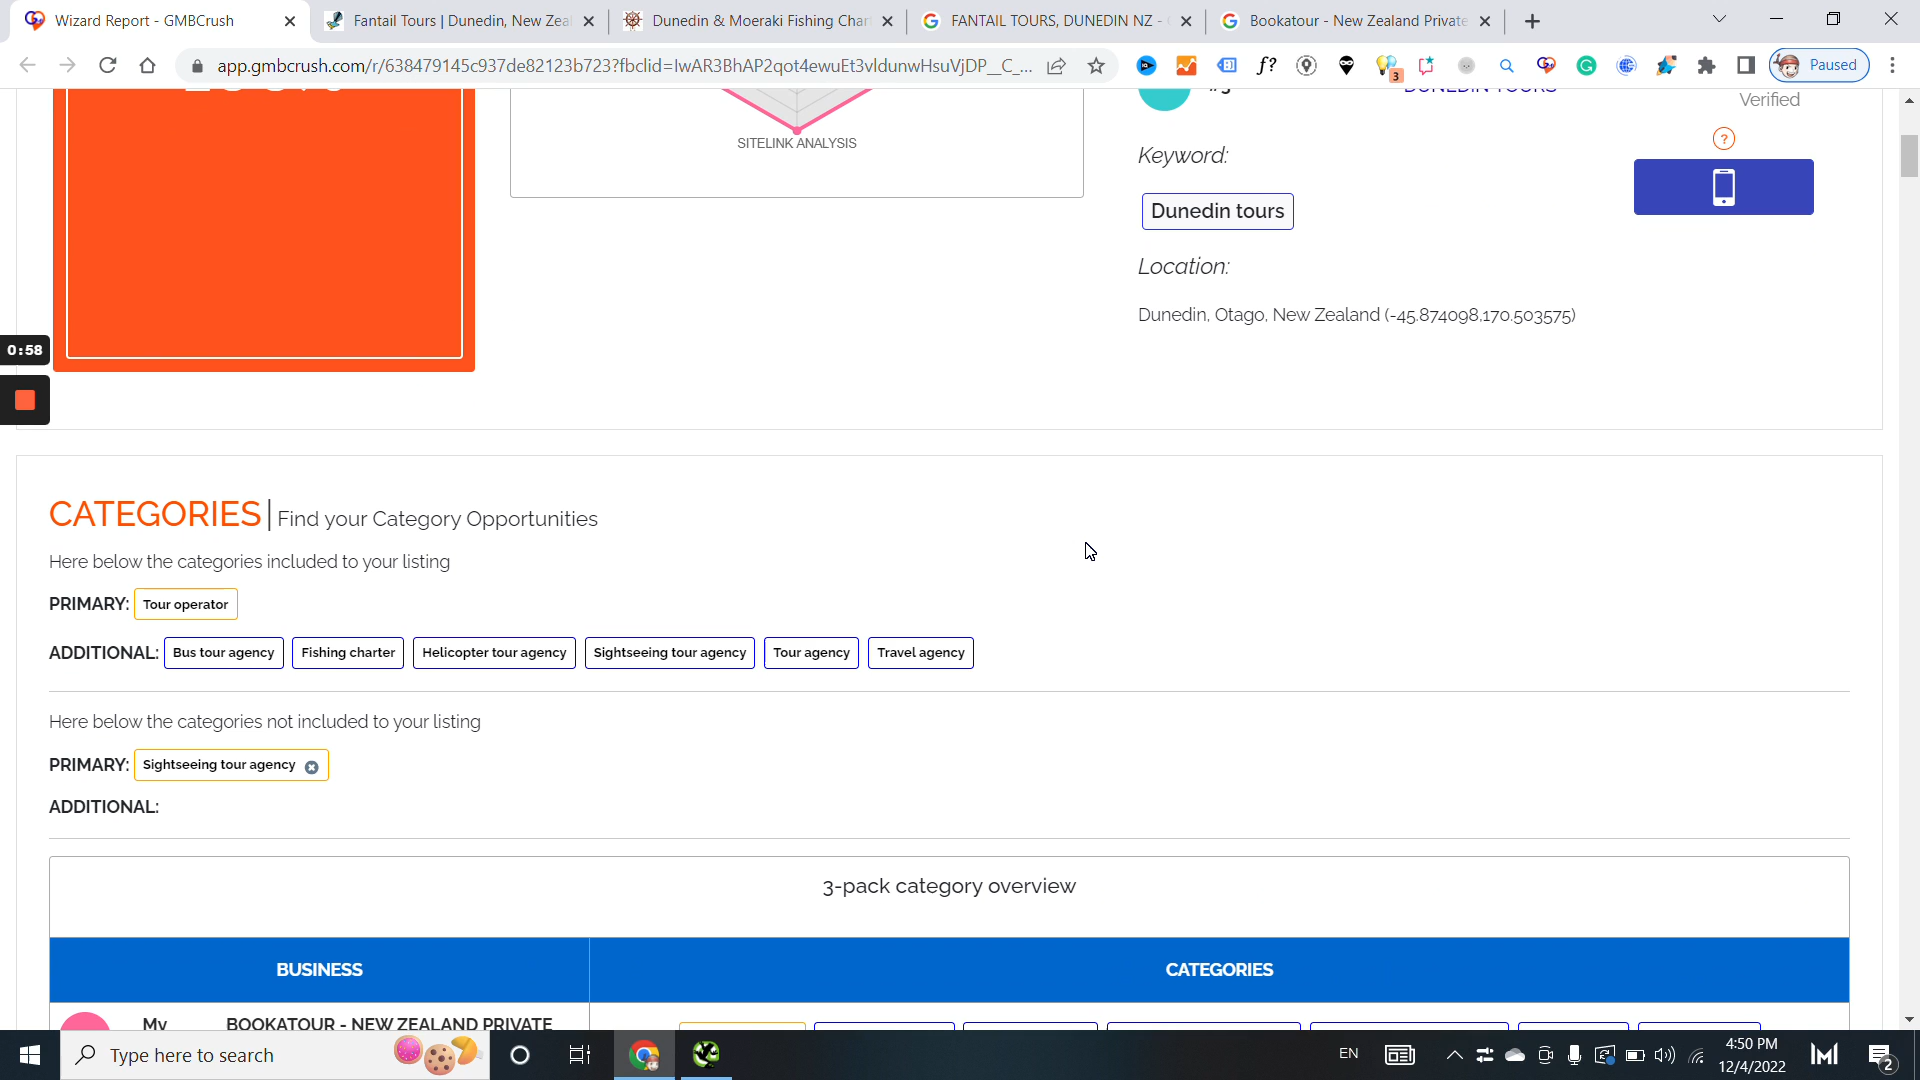 Wizard Report - GMBCrush
Fantail Tours | Dunedin, New Zea
Dunedin & Moeraki Fishing Char
FANTAIL TOURS, DUNEDIN NZ -
Bookatour - New Zealand Private
app.gmbcrush.com/r/638479145c937de82123b723?fbclid=IwAR3BhAP2qot4ewuEt3vldunwHsuVjDP__C_...
f?
3
Paused
SITELINK ANALYSIS
Verified
?
Keyword:
Dunedin tours
Location:
Dunedin, Otago, New Zealand (-45.874098,170.503575)
0:58
CATEGORIES | Find your Category Opportunities
Here below the categories included to your listing
PRIMARY: Tour operator
ADDITIONAL: Bus tour agency Fishing charter Helicopter tour agency Sightseeing tour agency Tour agency Travel agency
Here below the categories not included to your listing
PRIMARY: Sightseeing tour agency
ADDITIONAL:
3-pack category overview
BUSINESS CATEGORIES
My BOOKATOUR - NEW ZEALAND PRIVATE
Type here to search
EN
4:50 PM
12/4/2022
2